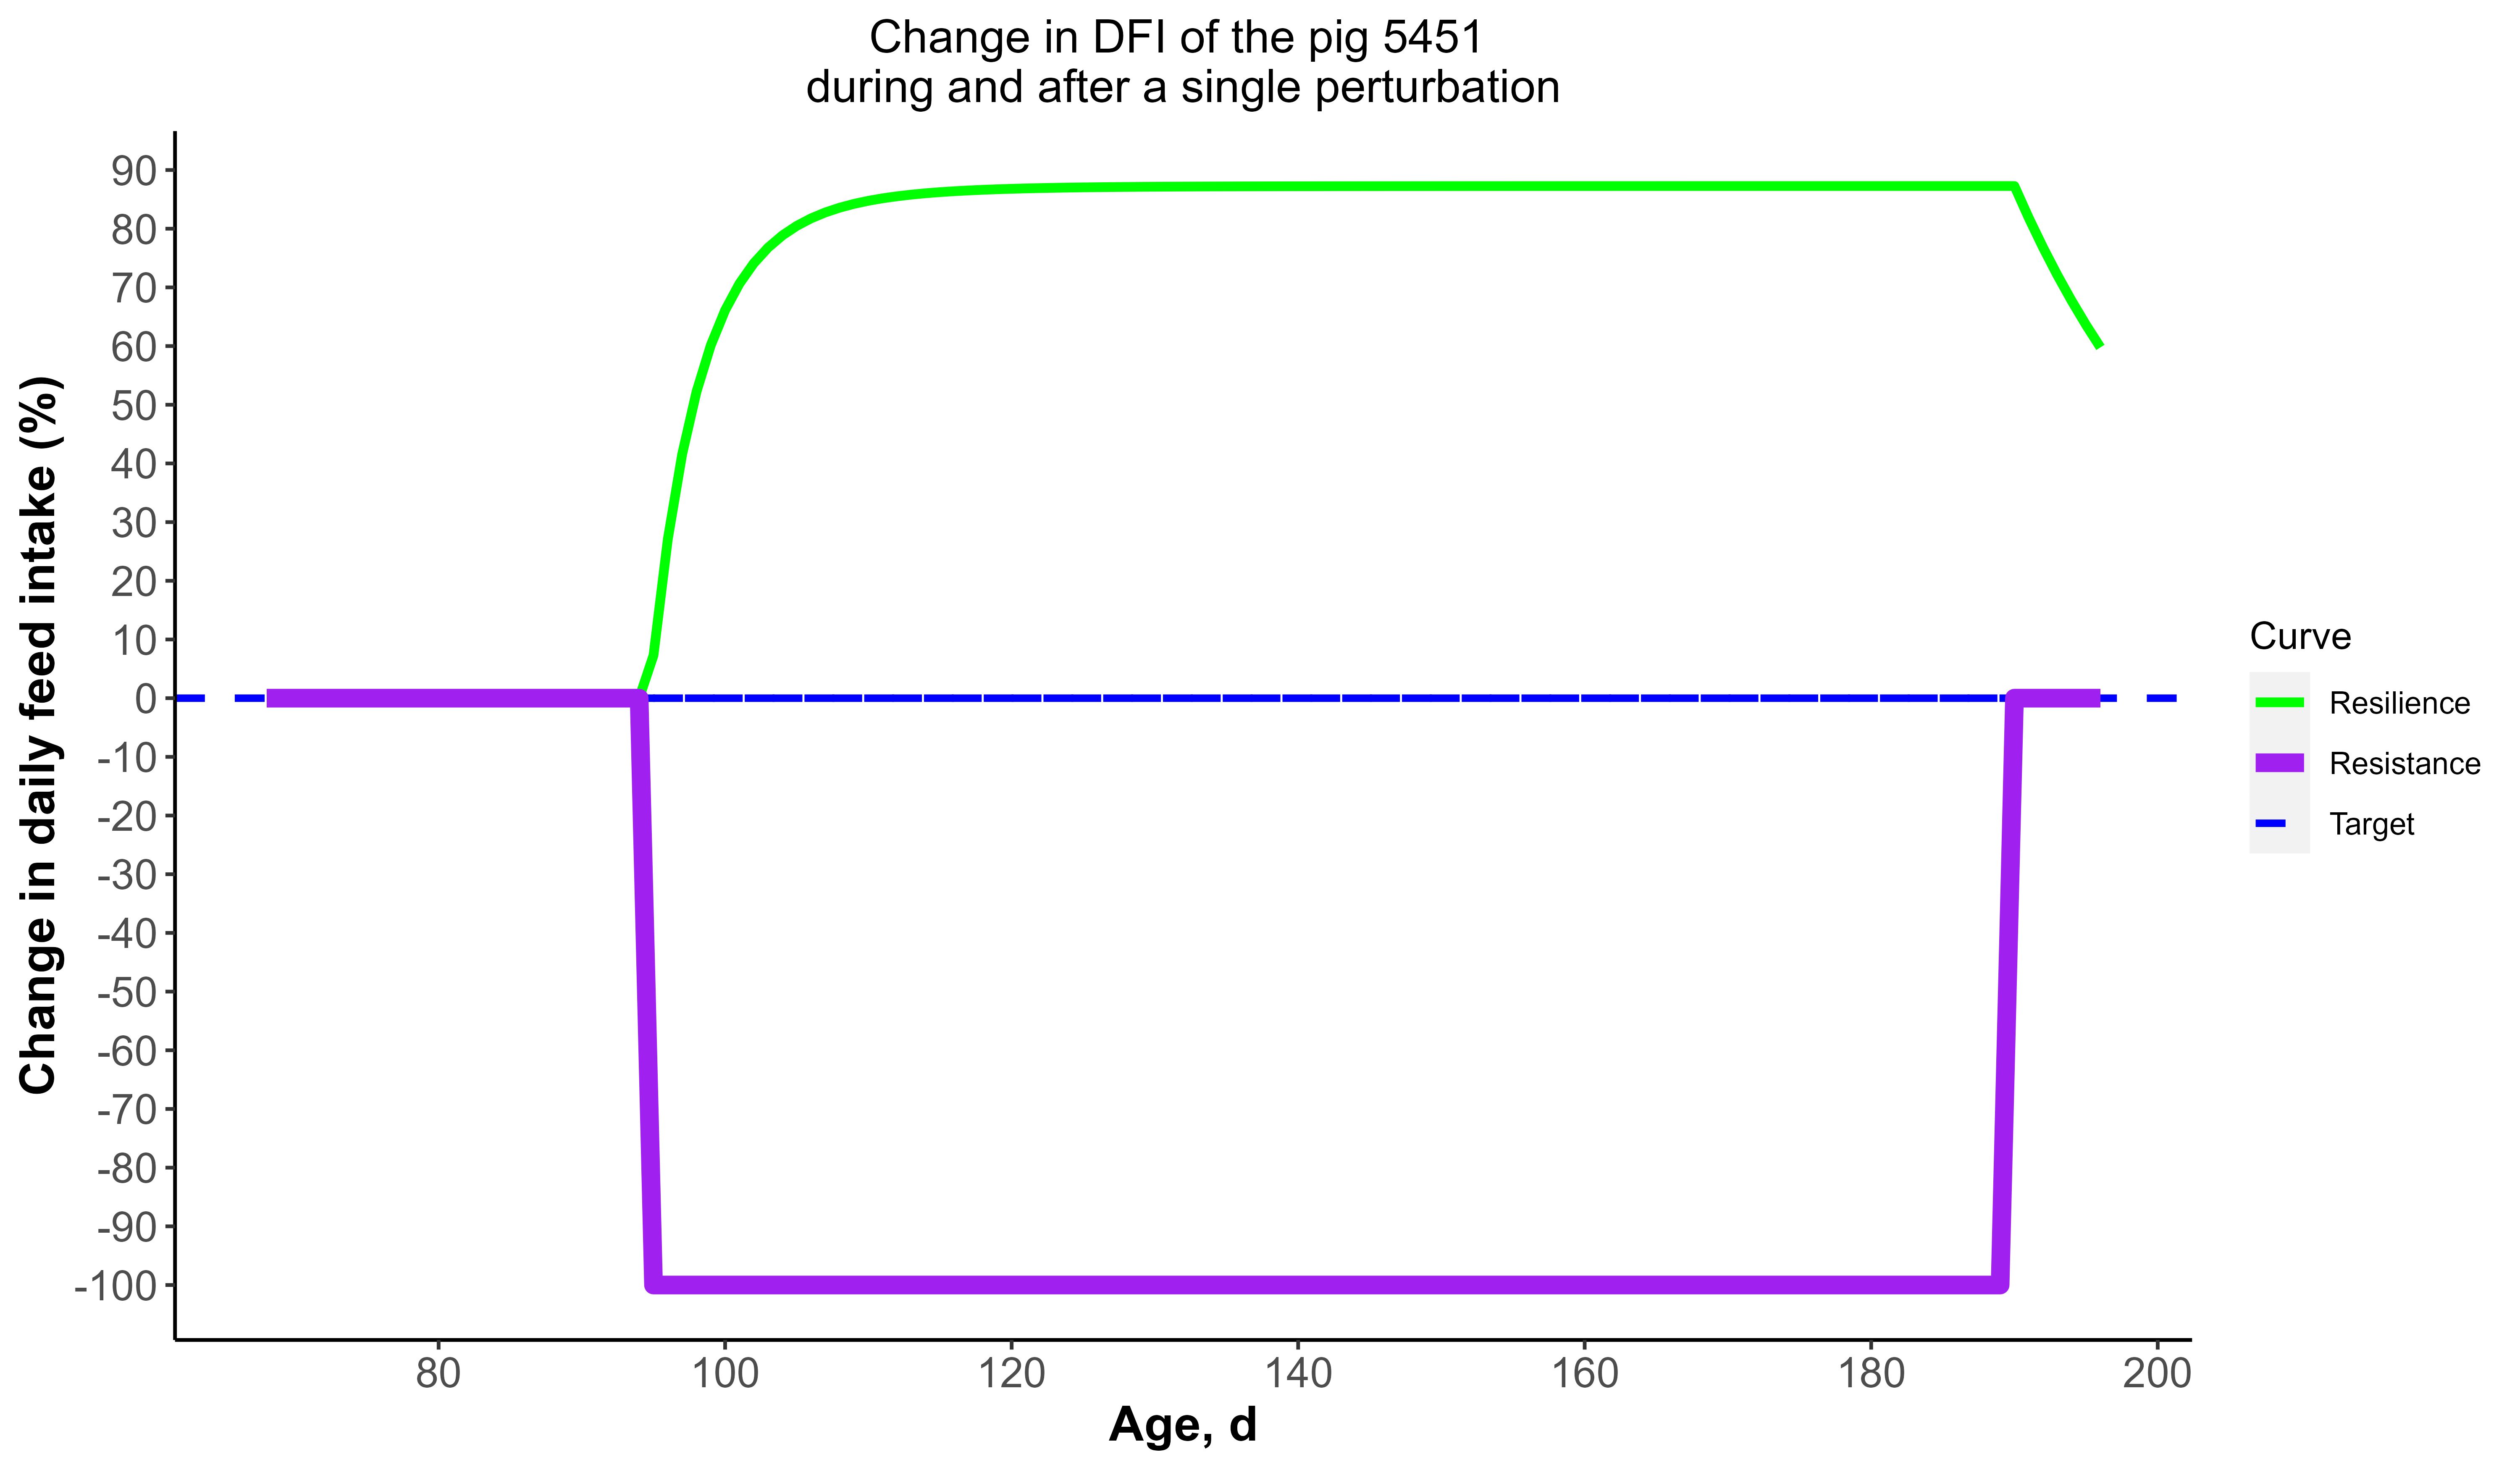 Change in DFI of the pig 5451
during and after a single perturbation
Change in daily feed intake (%)
90
80
70
60
50
40
30
20
10
0
-10
-20
-30
-40
-50
-60
-70
-80
-90
-100
80 100 120 140 160 180 200
Age, d
Curve
Resilience
Resistance
Target